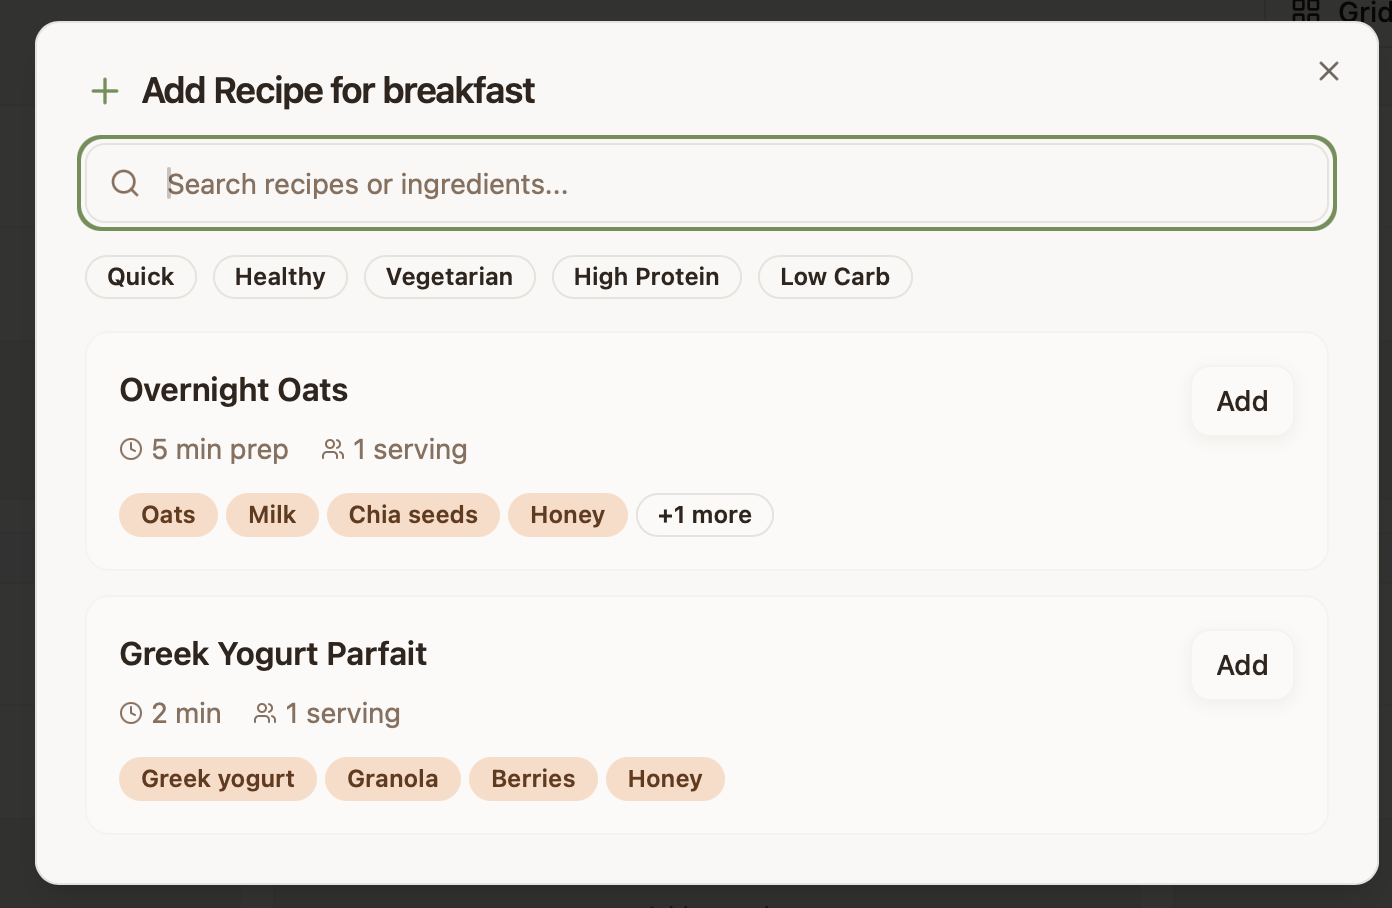 Grid
Add Recipe for breakfast
Search recipes or ingredients...
Quick
Healthy
Vegetarian
High Protein
Low Carb
Overnight Oats
Add
5 min prep
1 serving
Oats
Milk
Chia seeds
Honey
+1 more
Greek Yogurt Parfait
Add
2 min
1 serving
Greek yogurt
Granola
Berries
Honey